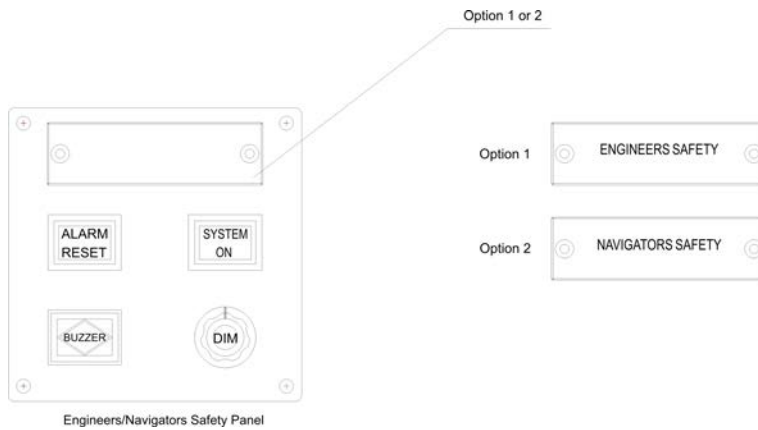 Option 1 or 2
Option 1
ENGINEERS SAFETY
ALARM
RESET
SYSTEM
ON
Option 2
NAVIGATORS SAFETY
BUZZER
DIM
Engineers/Navigators Safety Panel